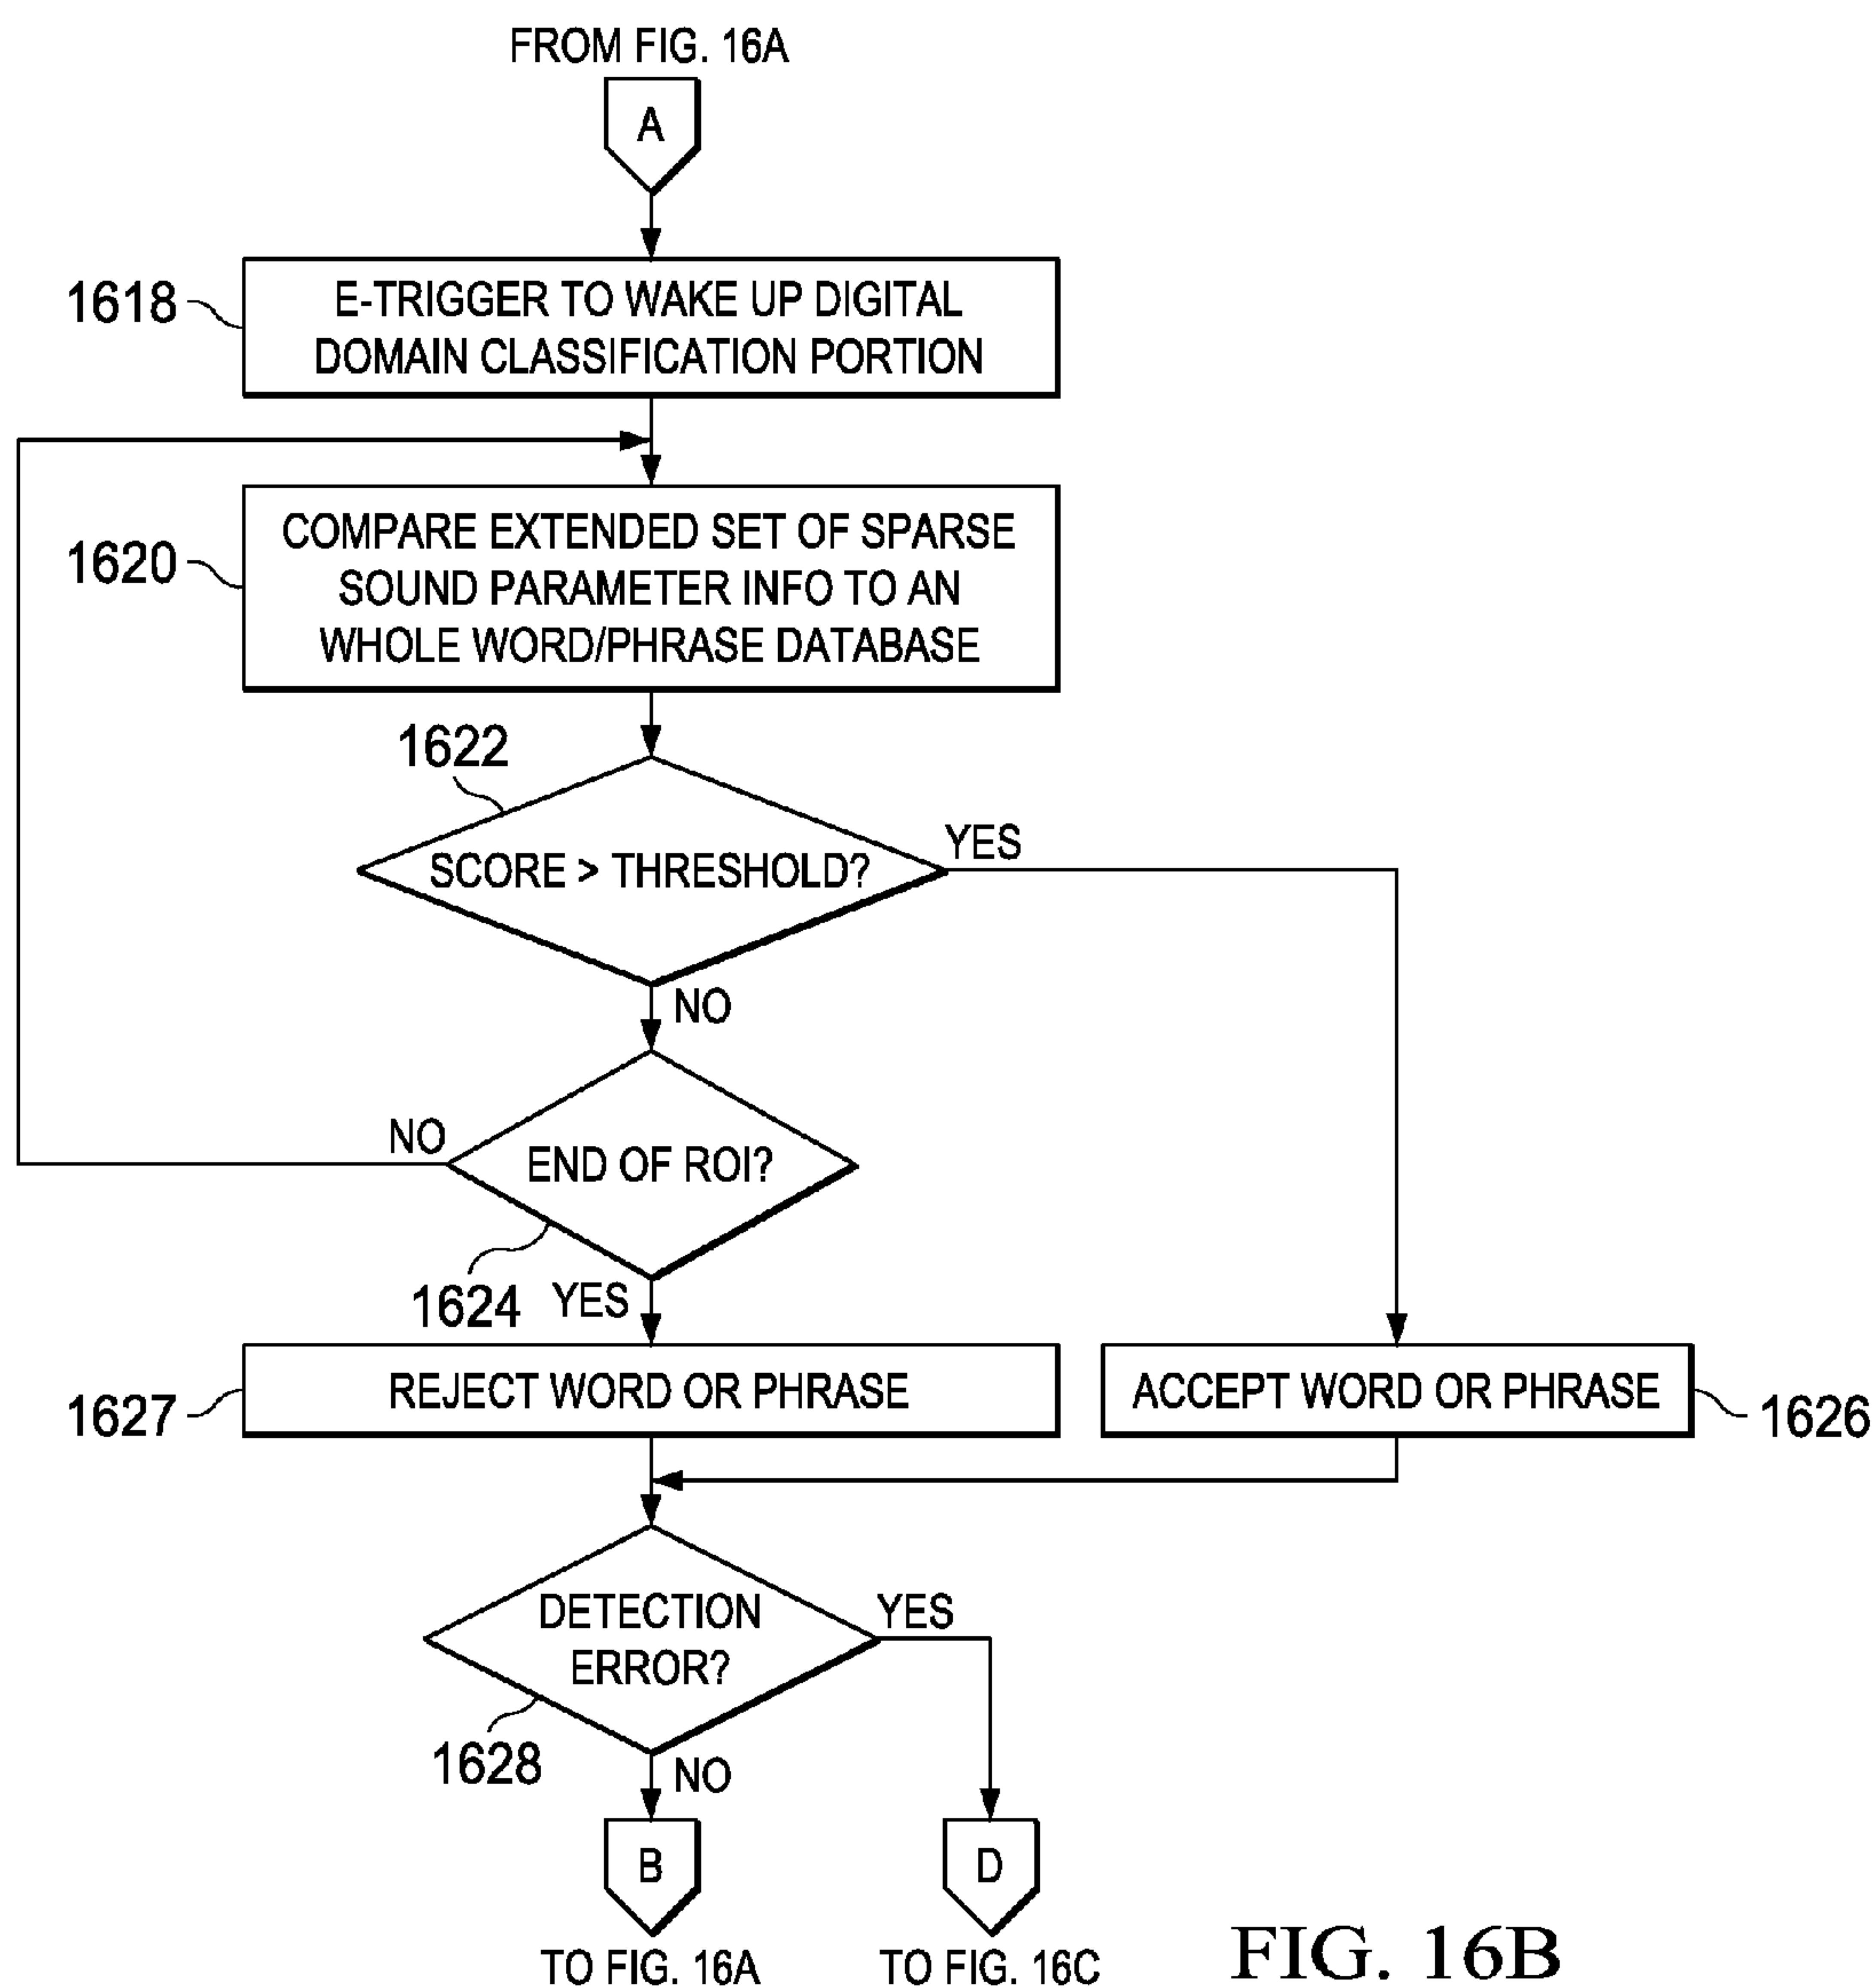 FROM FIG. 16A
A
1618
E-TRIGGER TO WAKE UP DIGITAL
DOMAIN CLASSIFICATION PORTION
1620
COMPARE EXTENDED SET OF SPARSE
SOUND PARAMETER INFO TO AN
WHOLE WORD/PHRASE DATABASE
1622
SCORE > THRESHOLD?
YES
NO
NO
END OF ROI?
1624
YES
1627
REJECT WORD OR PHRASE
ACCEPT WORD OR PHRASE
1626
DETECTION
ERROR?
YES
1628
NO
B
D
TO FIG. 16A
TO FIG. 16C
FIG. 16B